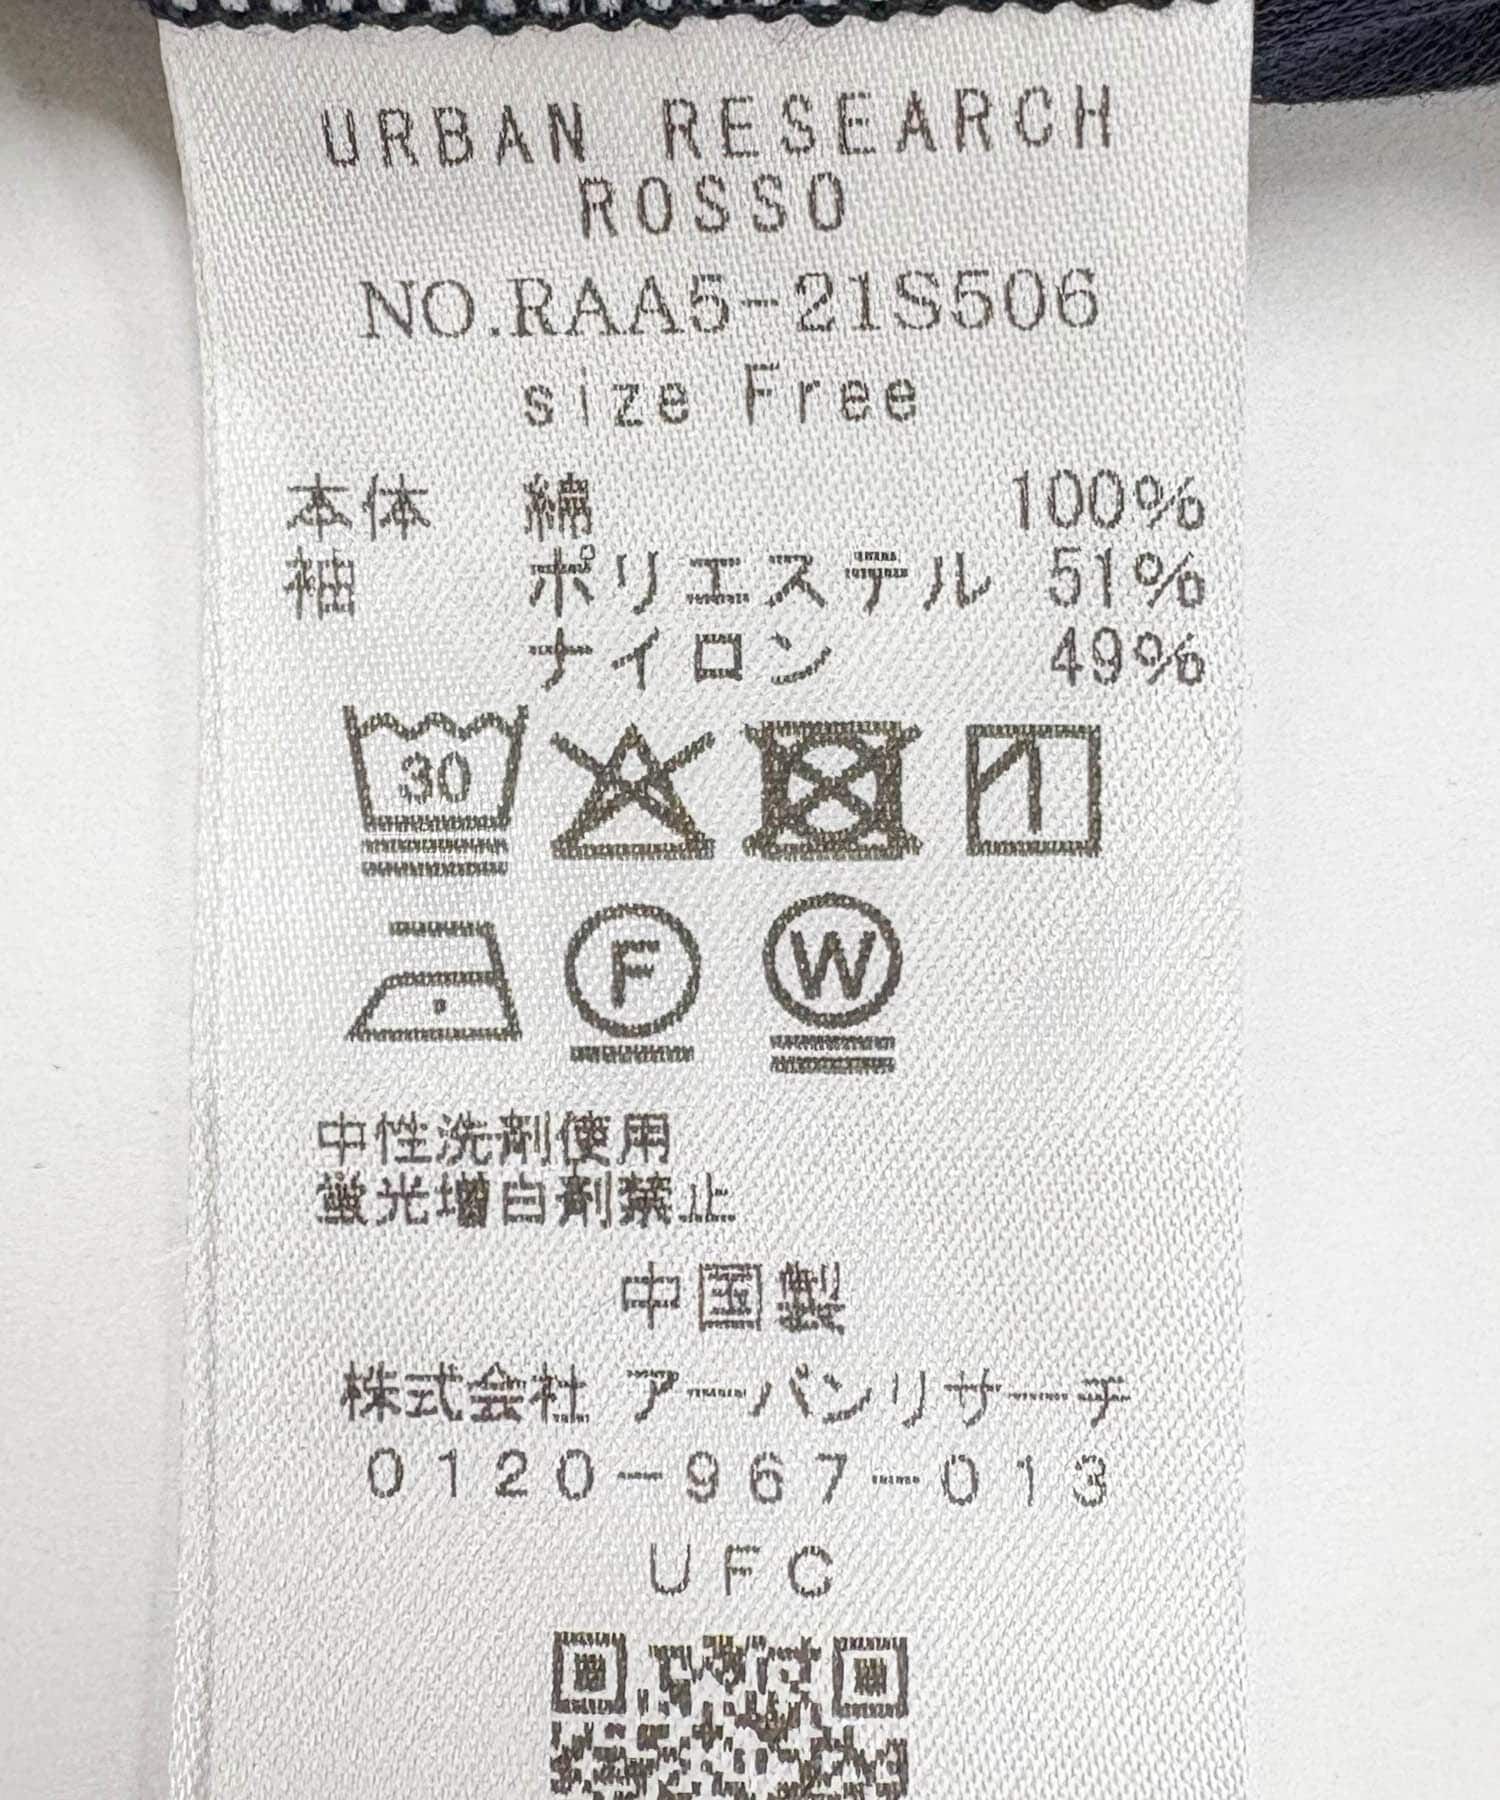 URBAN RESEARCH
ROSSO
NO.RAA5-21S506
size Free
本体 綿 100%
袖 ポリエステル 51%
ナイロン 49%
30
F
W
中性洗剤使用
蛍光増白剤禁止
中国製
株式会社 アーバンリサーチ
0120-967-013
UFC